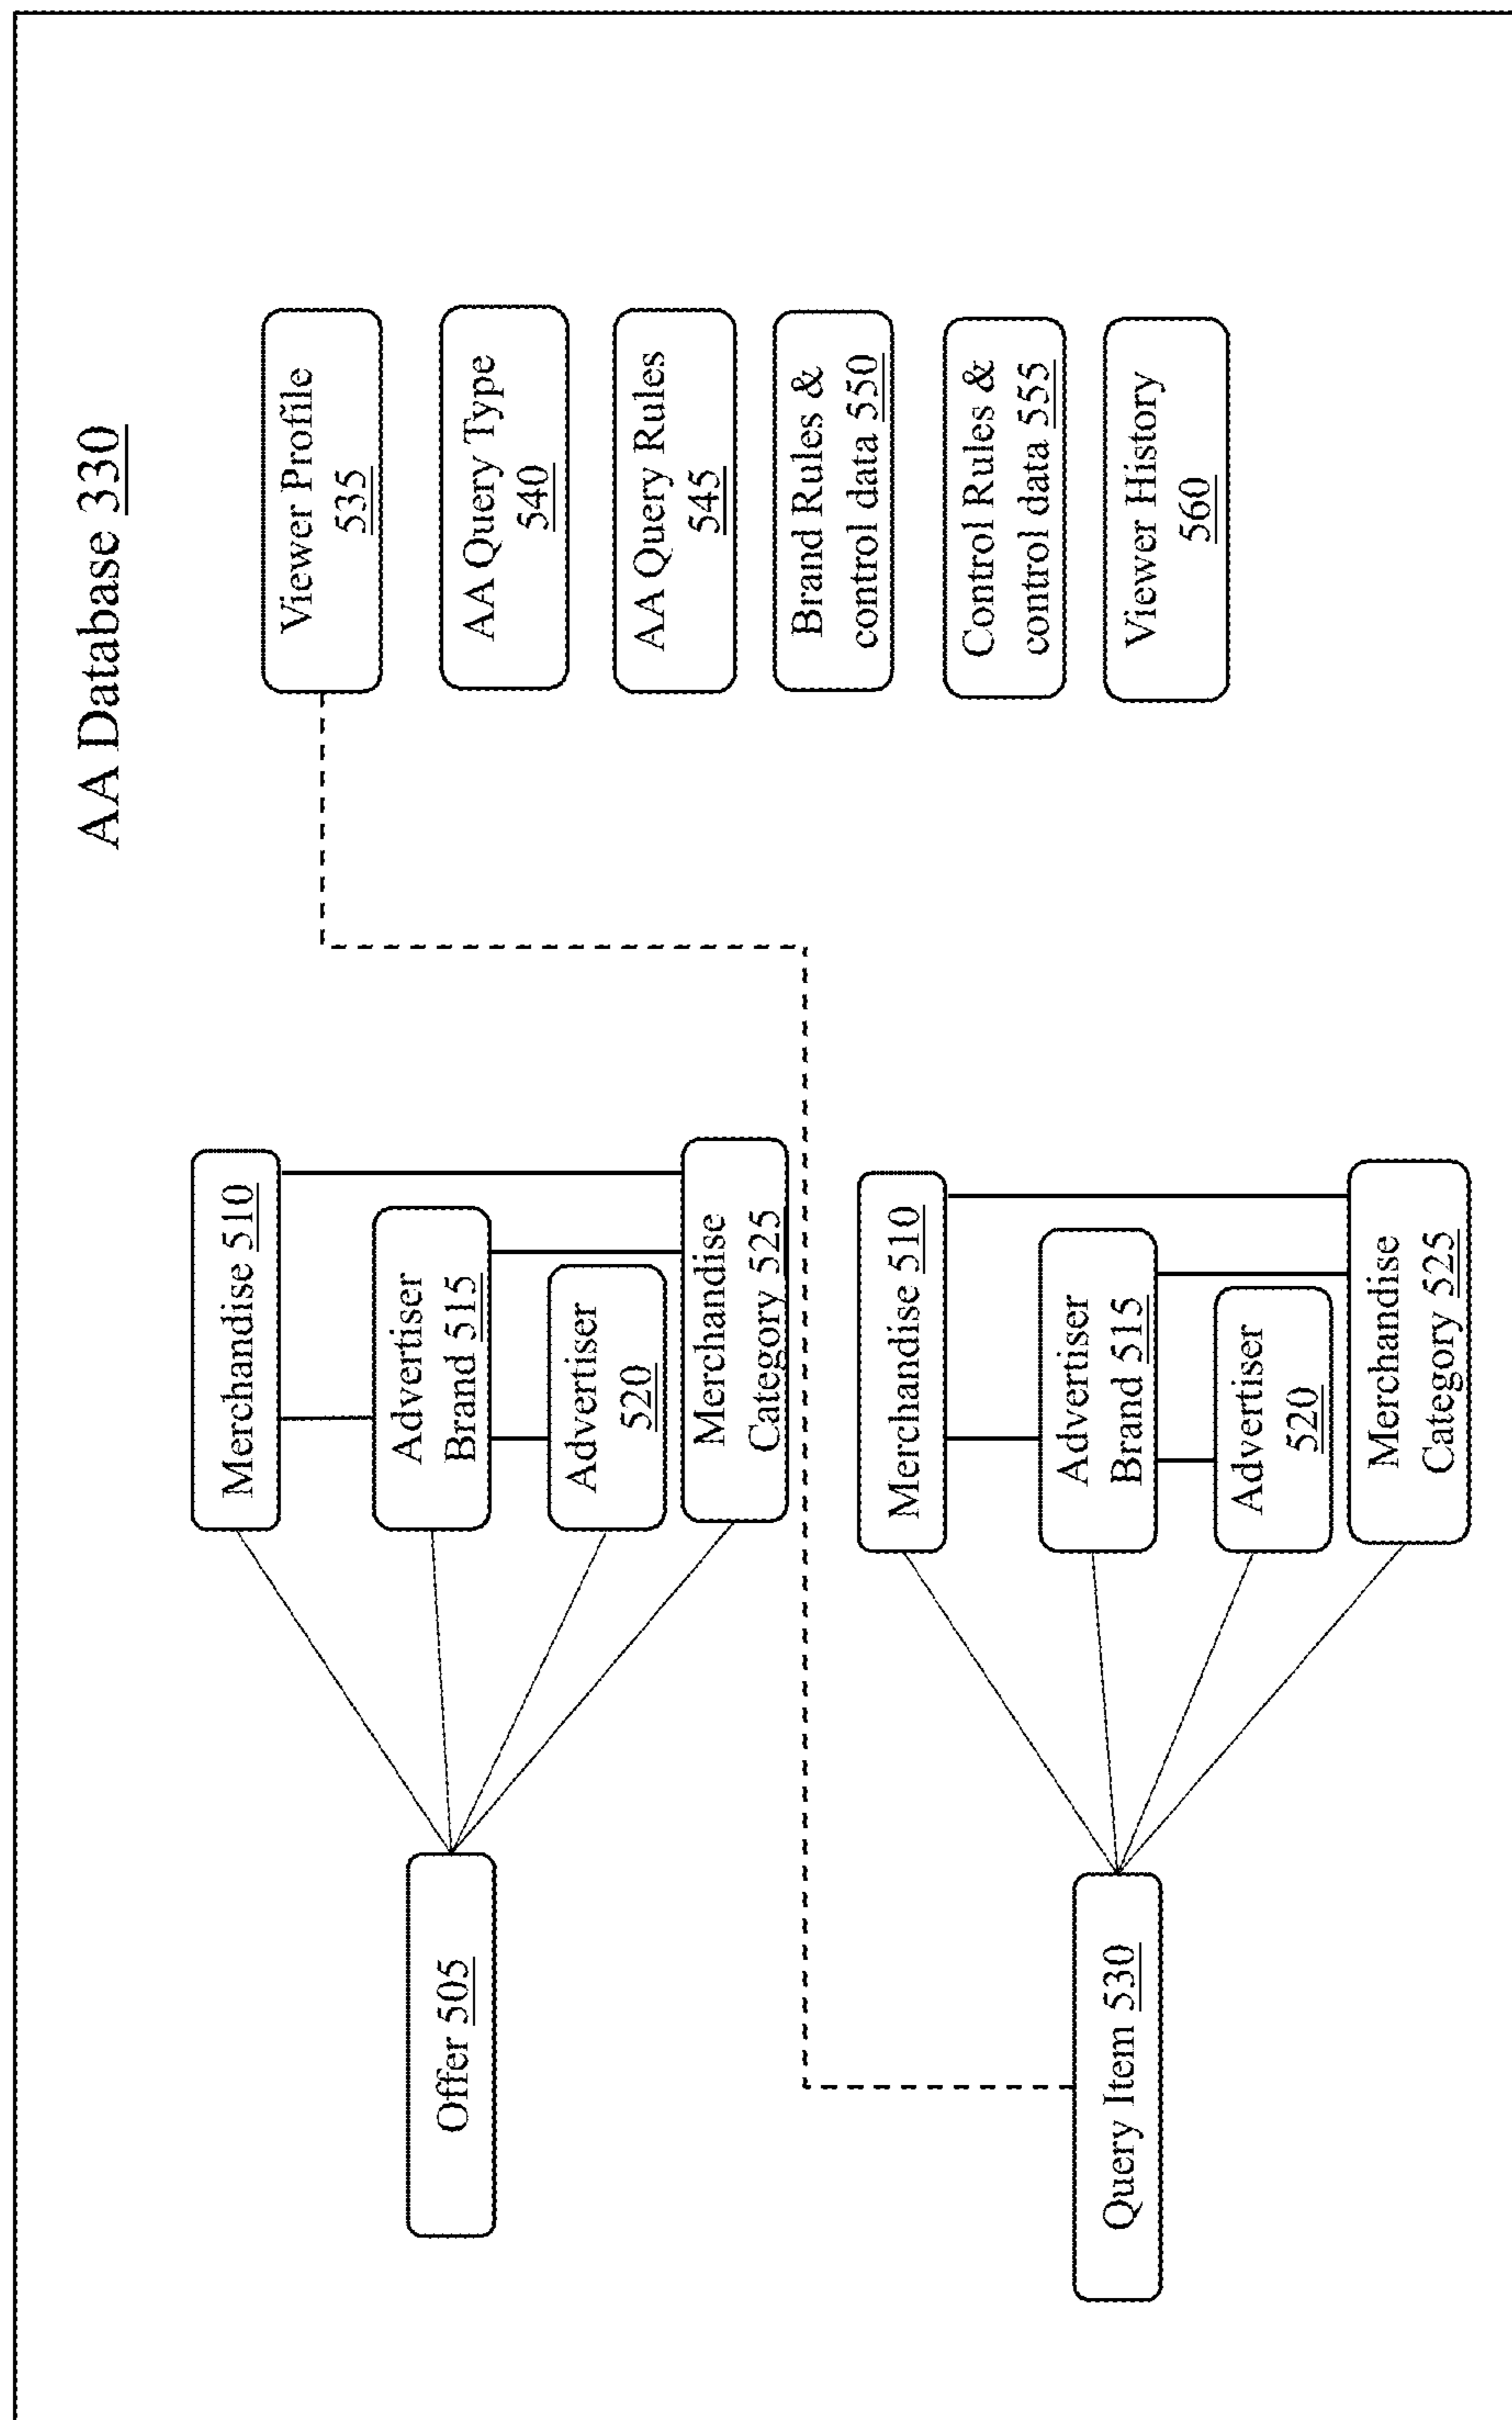 AA Database 330
Offer 505
Merchandise 510
Advertiser
Brand 515
Advertiser
520
Merchandise
Category 525
Query Item 530
Merchandise 510
Advertiser
Brand 515
Advertiser
520
Merchandise
Category 525
Viewer Profile
535
AA Query Type
540
AA Query Rules
545
Brand Rules &
control data 550
Control Rules &
control data 555
Viewer History
560